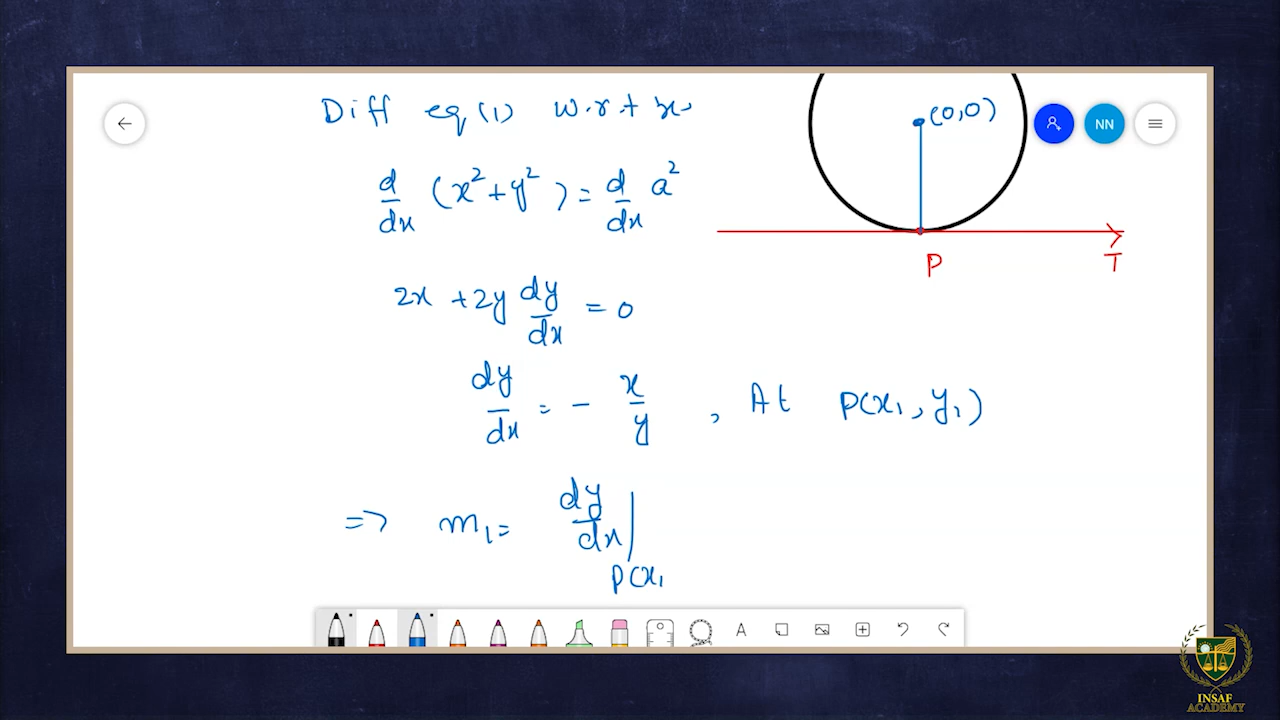 Diff eq (1) w.r.t x.
(0,0)
NN
d/dx (x²+y²) = d/dx a²
P
T
2x + 2y dy/dx = 0
dy/dx = - x/y , At P(x₁, y₁)
=> m₁ = dy/dx | P(x₁
A
INSAF
ACADEMY